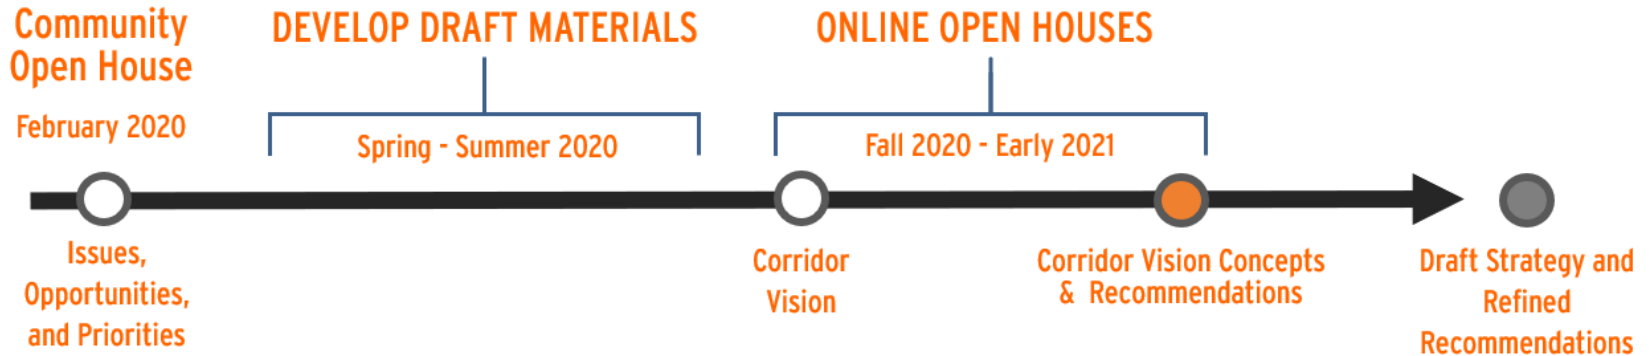 Community
Open House
February 2020
DEVELOP DRAFT MATERIALS
Spring - Summer 2020
ONLINE OPEN HOUSES
Fall 2020 - Early 2021
Issues,
Opportunities,
and Priorities
Corridor
Vision
Corridor Vision Concepts
& Recommendations
Draft Strategy and
Refined
Recommendations